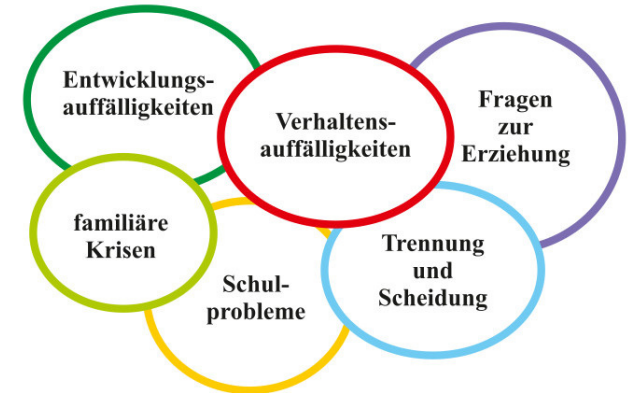 Entwicklungs-
auffälligkeiten
Verhaltens-
auffälligkeiten
Fragen
zur
Erziehung
familiäre
Krisen
Schul-
probleme
Trennung
und
Scheidung